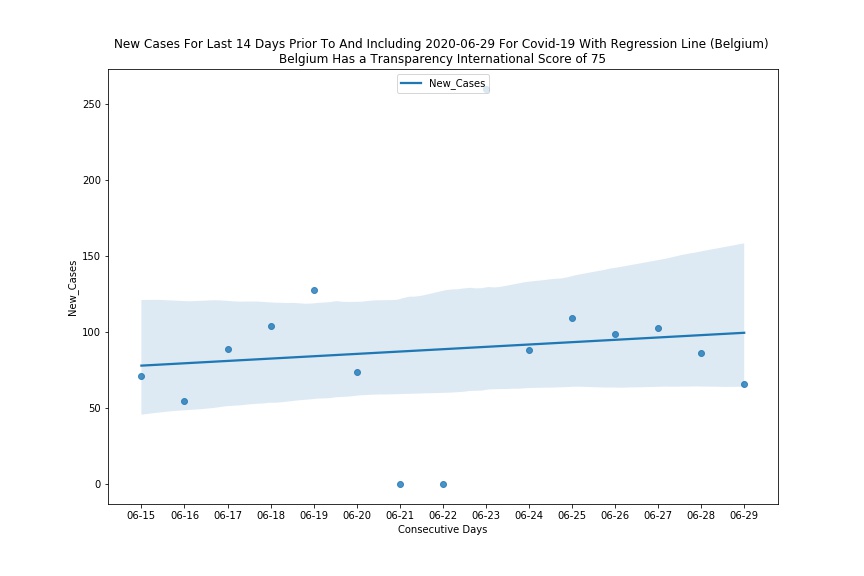 New Cases For Last 14 Days Prior To And Including 2020-06-29 For Covid-19 With Regression Line (Belgium)
Belgium Has a Transparency International Score of 75
New_Cases
250
200
150
100
50
0
New_Cases
06-15 06-16 06-17 06-18 06-19 06-20 06-21 06-22 06-23 06-24 06-25 06-26 06-27 06-28 06-29
Consecutive Days